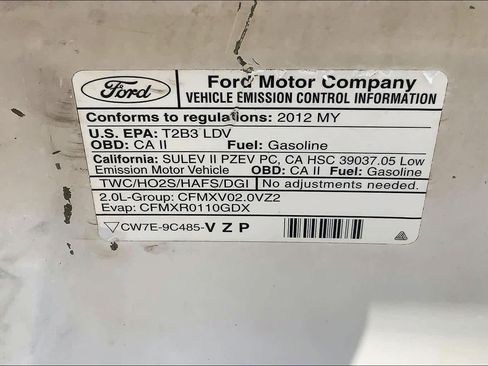 Ford
Ford Motor Company
VEHICLE EMISSION CONTROL INFORMATION
Conforms to regulations: 2012 MY
U.S. EPA: T2B3 LDV
OBD: CA II Fuel: Gasoline
California: SULEV II PZEV PC, CA HSC 39037.05 Low
Emission Motor Vehicle OBD: CA II Fuel: Gasoline
TWC/HO2S/HAFS/DGI No adjustments needed.
2.0L-Group: CFMXV02.0VZ2
Evap: CFMXR0110GDX
CW7E-9C485-VZP